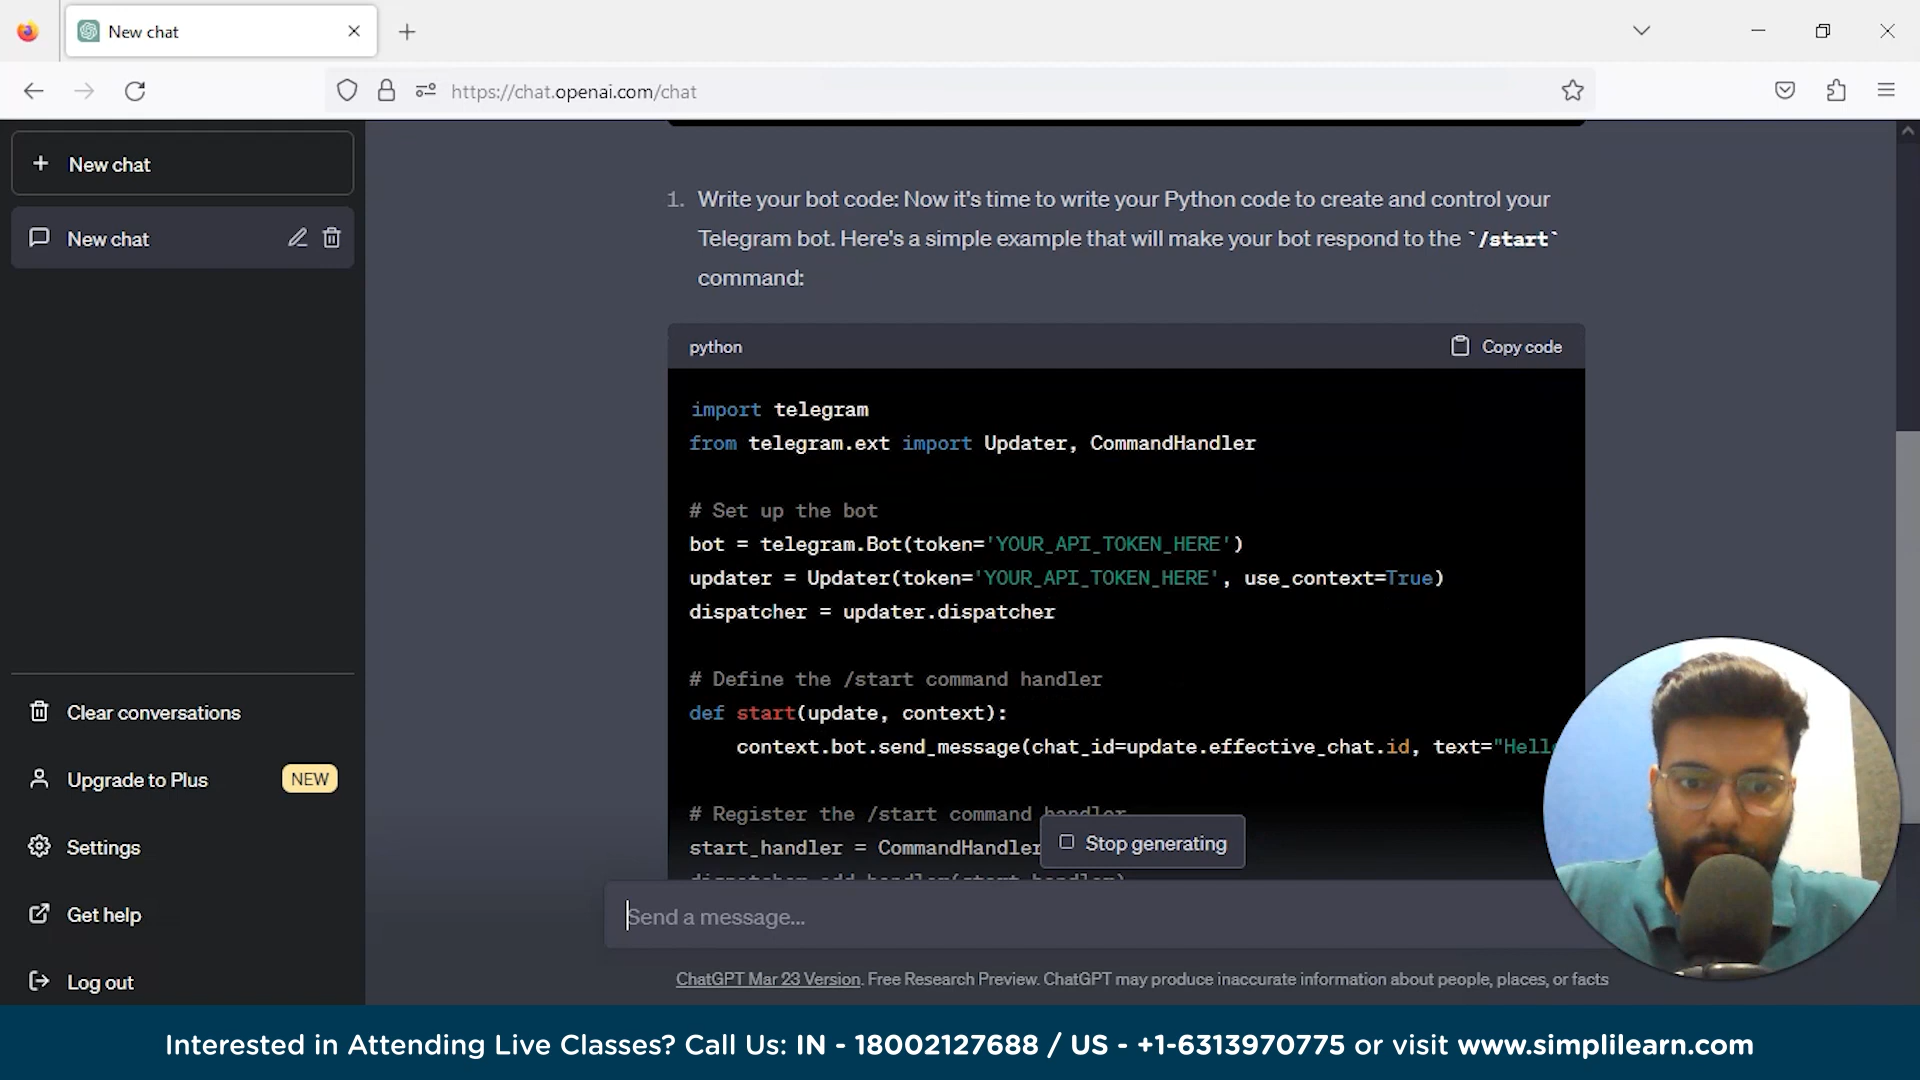 New chat
https://chat.openai.com/chat
New chat
New chat
Clear conversations
Upgrade to Plus NEW
Settings
Get help
Log out
1. Write your bot code: Now it's time to write your Python code to create and control your
Telegram bot. Here's a simple example that will make your bot respond to the `/start`
command:
python Copy code
import telegram
from telegram.ext import Updater, CommandHandler
# Set up the bot
bot = telegram.Bot(token='YOUR_API_TOKEN_HERE')
updater = Updater(token='YOUR_API_TOKEN_HERE', use_context=True)
dispatcher = updater.dispatcher
# Define the /start command handler
def start(update, context):
context.bot.send_message(chat_id=update.effective_chat.id, text="Hell
# Register the /start command handler
start_handler = CommandHandler
dispatcher.add_handler(start_handler)
Stop generating
Send a message...
ChatGPT Mar 23 Version. Free Research Preview. ChatGPT may produce inaccurate information about people, places, or facts
Interested in Attending Live Classes? Call Us: IN - 18002127688 / US - +1-6313970775 or visit www.simplilearn.com